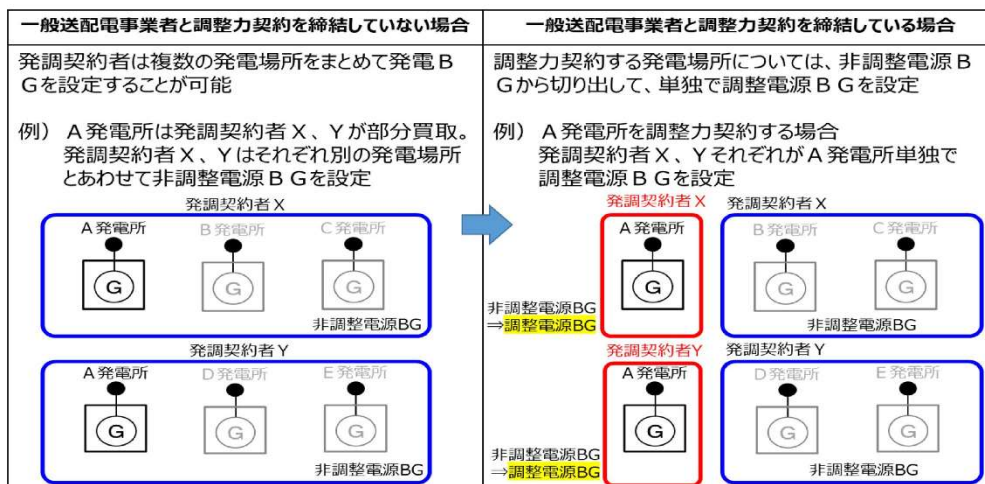 一般送配電事業者と調整力契約を締結していない場合
発調契約者は複数の発電場所をまとめて発電B
Gを設定することが可能
例） A発電所は発調契約者X、Yが部分買取。
発調契約者X、Yはそれぞれ別の発電場所
とあわせて非調整電源BGを設定
発調契約者X
A発電所 B発電所 C発電所
G G G
非調整電源BG
発調契約者Y
A発電所 D発電所 E発電所
G G G
非調整電源BG
一般送配電事業者と調整力契約を締結している場合
調整力契約する発電場所については、非調整電源B
Gから切り出して、単独で調整電源BGを設定
例） A発電所を調整力契約する場合
発調契約者X、YそれぞれがA発電所単独で
調整電源BGを設定
発調契約者X 発調契約者X
A発電所 B発電所 C発電所
G G G
非調整電源BG
⇒調整電源BG
非調整電源BG
発調契約者Y 発調契約者Y
A発電所 D発電所 E発電所
G G G
非調整電源BG
⇒調整電源BG
非調整電源BG